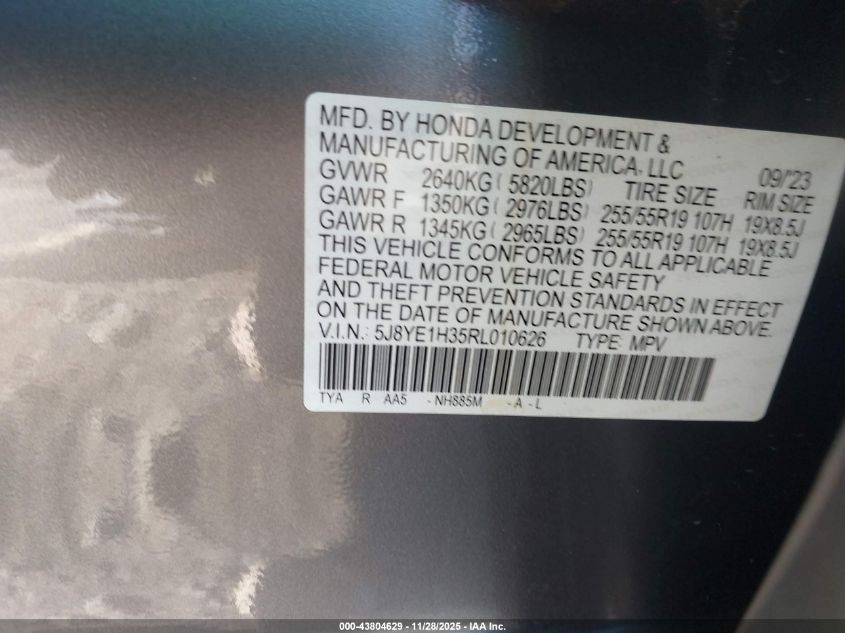 MFD. BY HONDA DEVELOPMENT &
MANUFACTURING OF AMERICA, LLC 09/'23
GVWR 2640KG ( 5820LBS) TIRE SIZE RIM SIZE
GAWR F 1350KG ( 2976LBS) 255/55R19 107H 19X8.5J
GAWR R 1345KG ( 2965LBS) 255/55R19 107H 19X8.5J
THIS VEHICLE CONFORMS TO ALL APPLICABLE
FEDERAL MOTOR VEHICLE SAFETY
AND THEFT PREVENTION STANDARDS IN EFFECT
ON THE DATE OF MANUFACTURE SHOWN ABOVE.
V.I.N.: 5J8YE1H35RL010626 TYPE: MPV
TYA R AA5 -NH885M -A -L
000-43804629 - 11/28/2025 - IAA Inc.